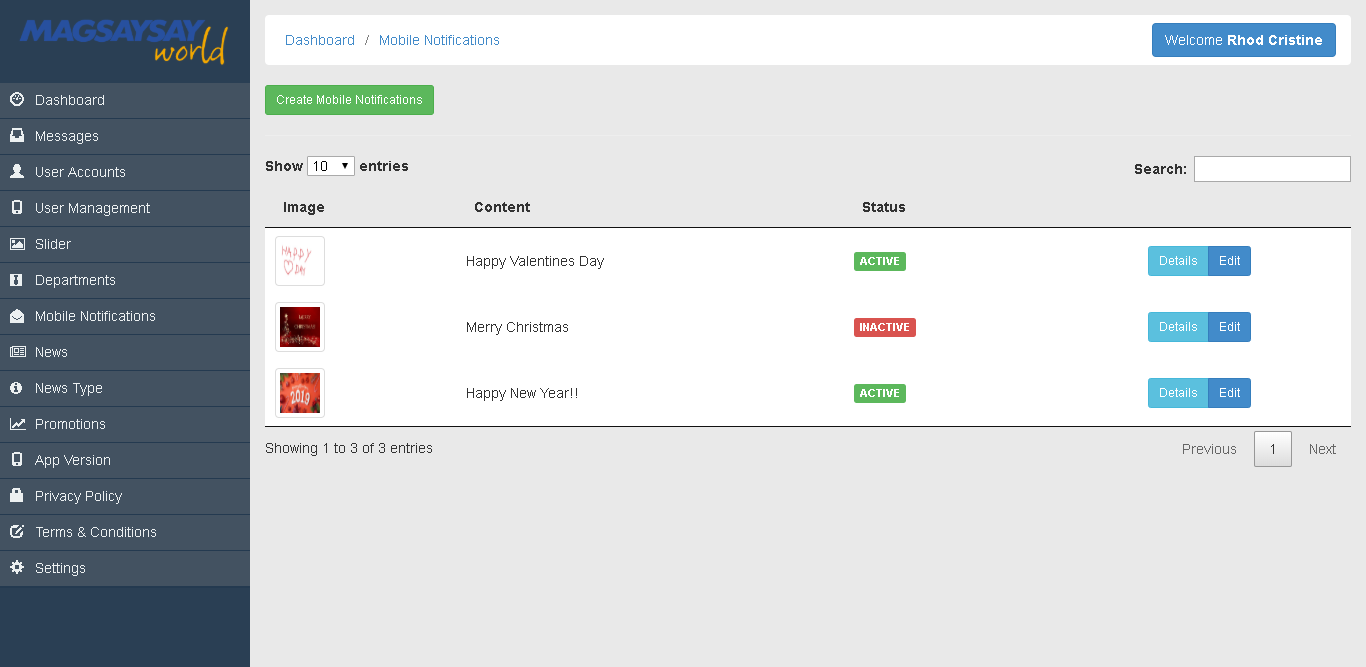 MAGSAYSAY
world
Dashboard / Mobile Notifications
Welcome Rhod Cristine
Dashboard
Messages
User Accounts
User Management
Slider
Departments
Mobile Notifications
News
News Type
Promotions
App Version
Privacy Policy
Terms & Conditions
Settings
Create Mobile Notifications
Show 10 entries
Search:
Image Content Status
HAPPY
DAY
Happy Valentines Day ACTIVE Details Edit
MERRY
CHRISTMAS
Merry Christmas INACTIVE Details Edit
2019
Happy New Year!! ACTIVE Details Edit
Showing 1 to 3 of 3 entries
Previous 1 Next